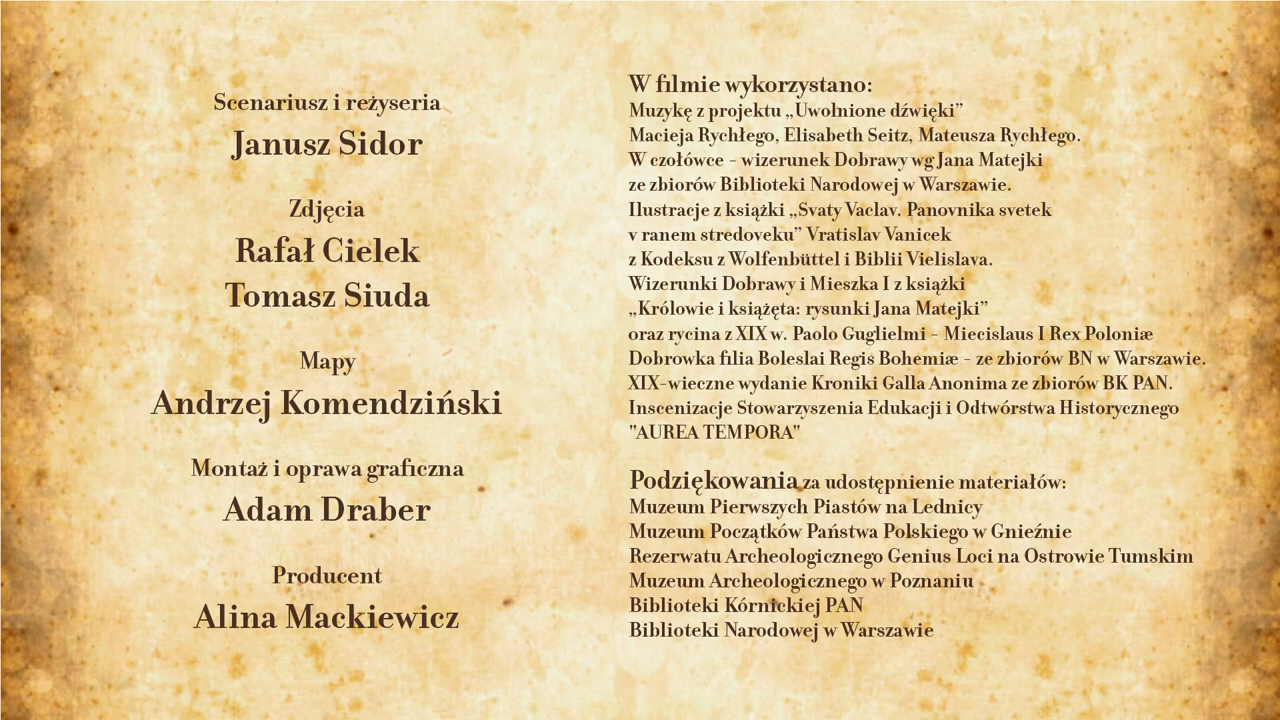 Scenariusz i reżyseria
Janusz Sidor
Zdjęcia
Rafał Cielek
Tomasz Siuda
Mapy
Andrzej Komendziński
Montaż i oprawa graficzna
Adam Draber
Producent
Alina Mackiewicz
W filmie wykorzystano:
Muzykę z projektu „Uwolnione dźwięki”
Macieja Rychłego, Elisabeth Seitz, Mateusza Rychłego.
W czołówce - wizerunek Dobrawy wg Jana Matejki
ze zbiorów Biblioteki Narodowej w Warszawie.
Ilustracje z książki „Svaty Vaclav. Panovnika svetek
v ranem stredoveku” Vratislav Vanicek
z Kodeksu z Wolfenbüttel i Biblii Vielislava.
Wizerunki Dobrawy i Mieszka I z książki
„Królowie i książęta: rysunki Jana Matejki”
oraz rycina z XIX w. Paolo Guglielmi - Miecislaus I Rex Poloniæ
Dobrowka filia Boleslai Regis Bohemiæ - ze zbiorów BN w Warszawie.
XIX-wieczne wydanie Kroniki Galla Anonima ze zbiorów BK PAN.
Inscenizacje Stowarzyszenia Edukacji i Odtwórstwa Historycznego
"AUREA TEMPORA"
Podziękowania za udostępnienie materiałów:
Muzeum Pierwszych Piastów na Lednicy
Muzeum Początków Państwa Polskiego w Gnieźnie
Rezerwatu Archeologicznego Genius Loci na Ostrowie Tumskim
Muzeum Archeologicznego w Poznaniu
Biblioteki Kórnickiej PAN
Biblioteki Narodowej w Warszawie